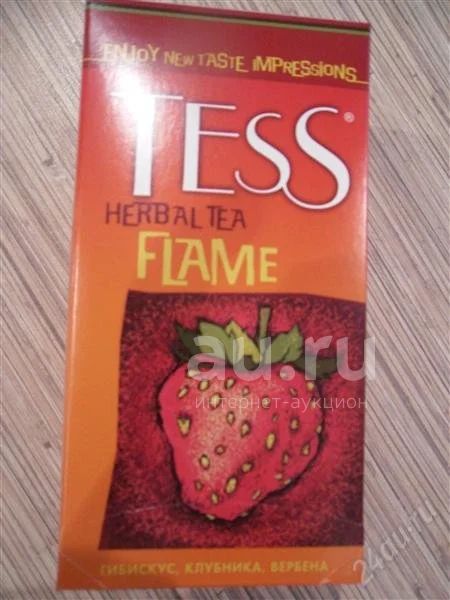 ENJOY NEW TASTE IMPRESSIONS
TESS®
HERBAL TEA
FLAME
au.ru
интернет-аукцион
ГИБИСКУС, КЛУБНИКА, ВЕРБЕНА
24au.ru